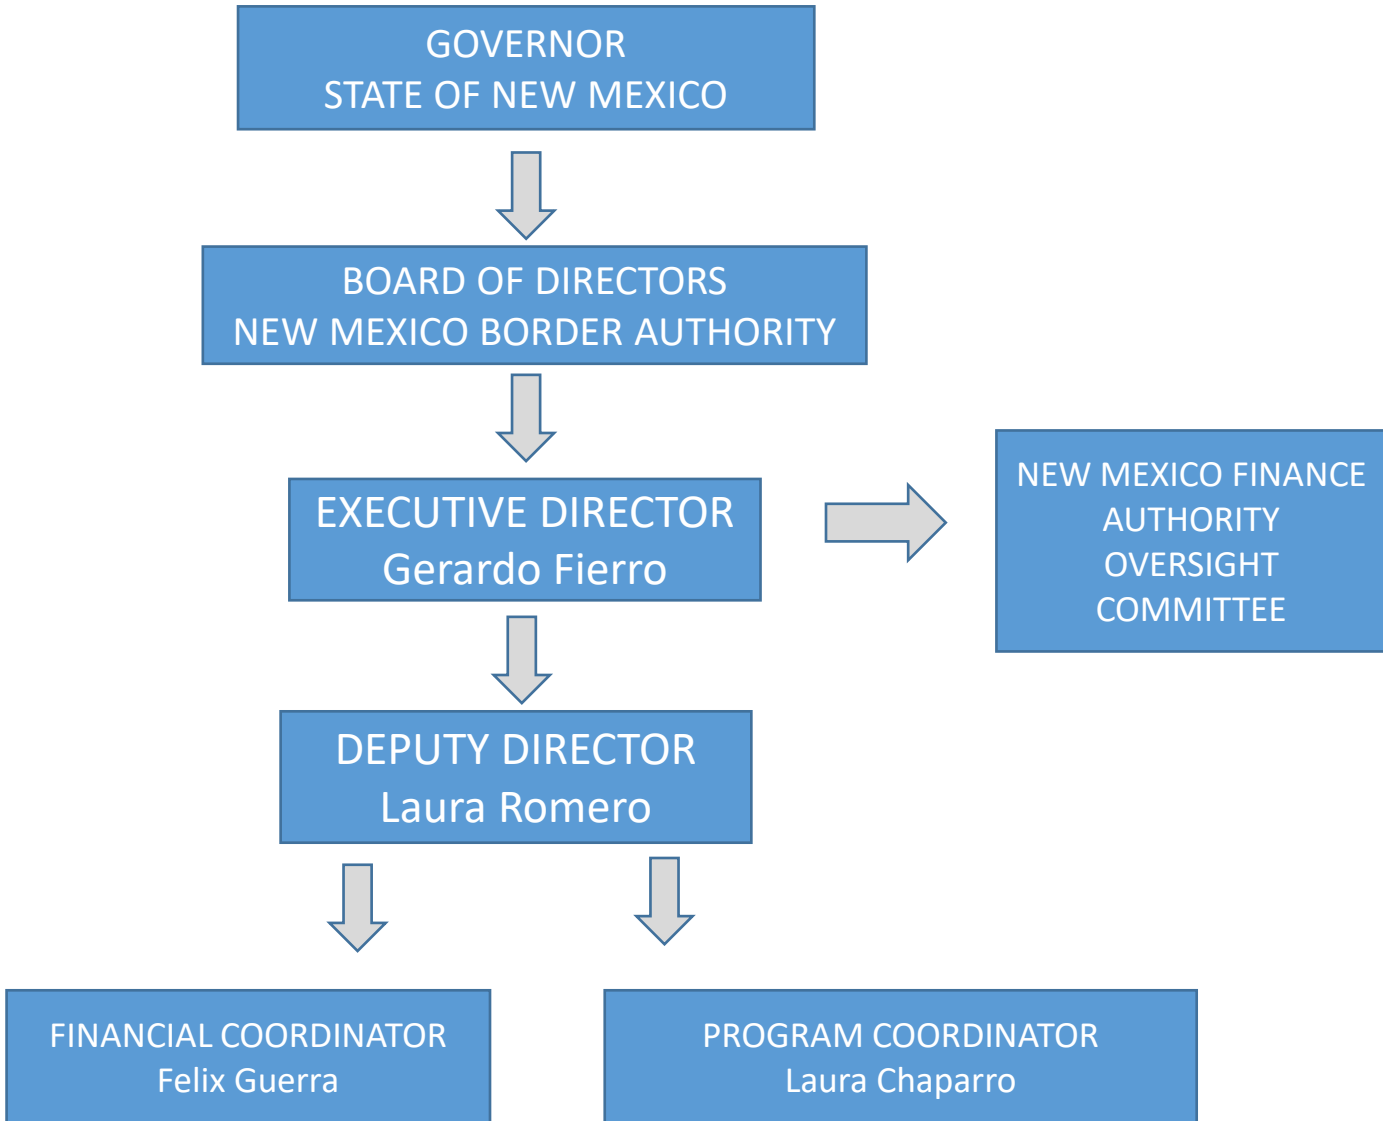 GOVERNOR
STATE OF NEW MEXICO
BOARD OF DIRECTORS
NEW MEXICO BORDER AUTHORITY
EXECUTIVE DIRECTOR
Gerardo Fierro
NEW MEXICO FINANCE
AUTHORITY
OVERSIGHT
COMMITTEE
DEPUTY DIRECTOR
Laura Romero
FINANCIAL COORDINATOR
Felix Guerra
PROGRAM COORDINATOR
Laura Chaparro